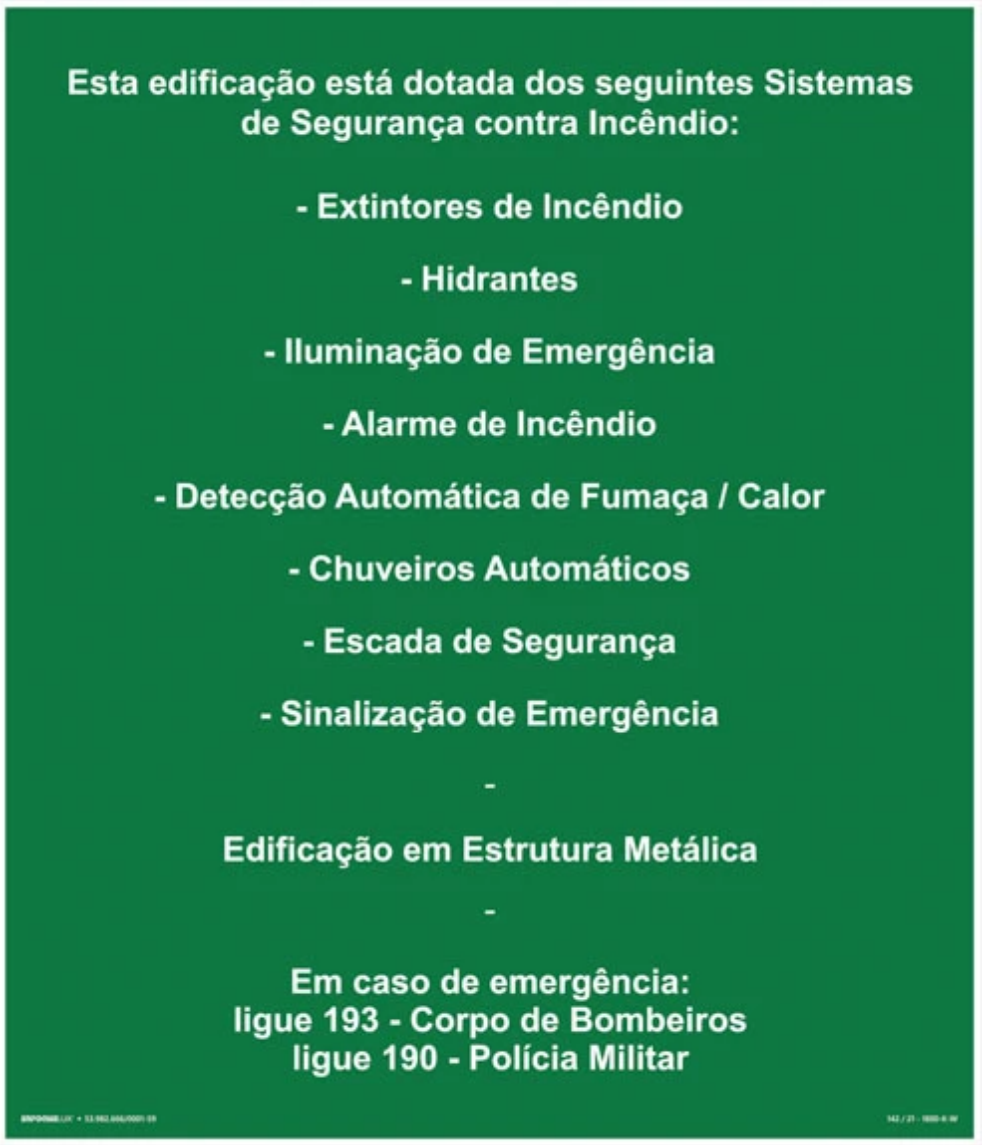 Esta edificação está dotada dos seguintes Sistemas
de Segurança contra Incêndio:
- Extintores de Incêndio
- Hidrantes
- Iluminação de Emergência
- Alarme de Incêndio
- Detecção Automática de Fumaça / Calor
- Chuveiros Automáticos
- Escada de Segurança
- Sinalização de Emergência
-
Edificação em Estrutura Metálica
-
Em caso de emergência:
ligue 193 - Corpo de Bombeiros
ligue 190 - Polícia Militar